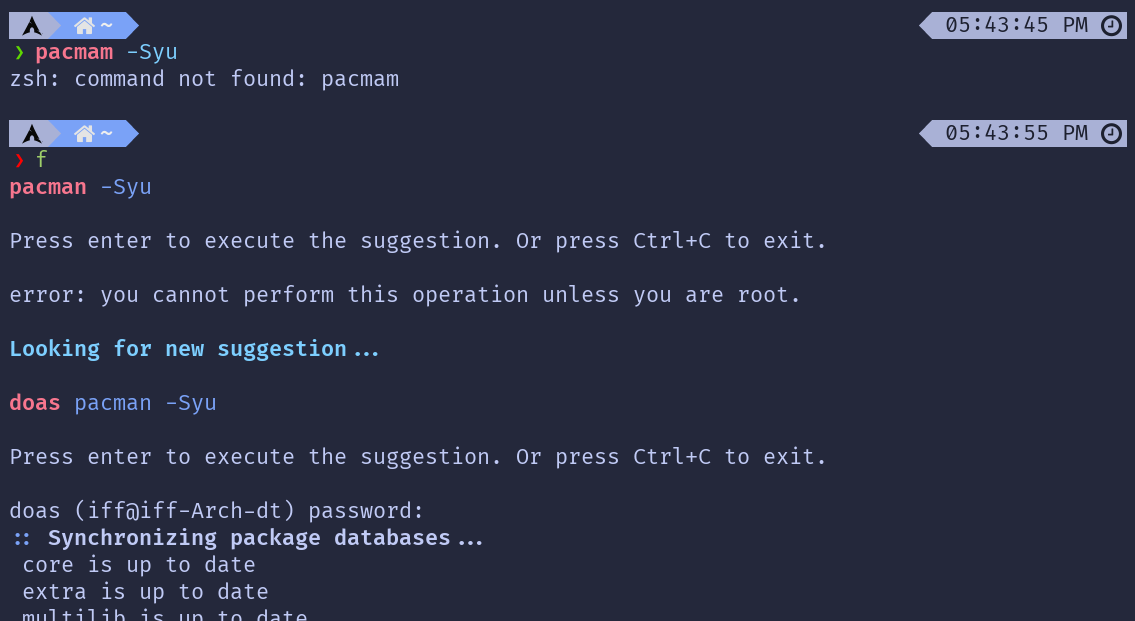 ~ 05:43:45 PM
❯ pacmam -Syu
zsh: command not found: pacmam
~ 05:43:55 PM
❯ f
pacman -Syu
Press enter to execute the suggestion. Or press Ctrl+C to exit.
error: you cannot perform this operation unless you are root.
Looking for new suggestion...
doas pacman -Syu
Press enter to execute the suggestion. Or press Ctrl+C to exit.
doas (iff@iff-Arch-dt) password:
:: Synchronizing package databases...
core is up to date
extra is up to date
multilib is up to date